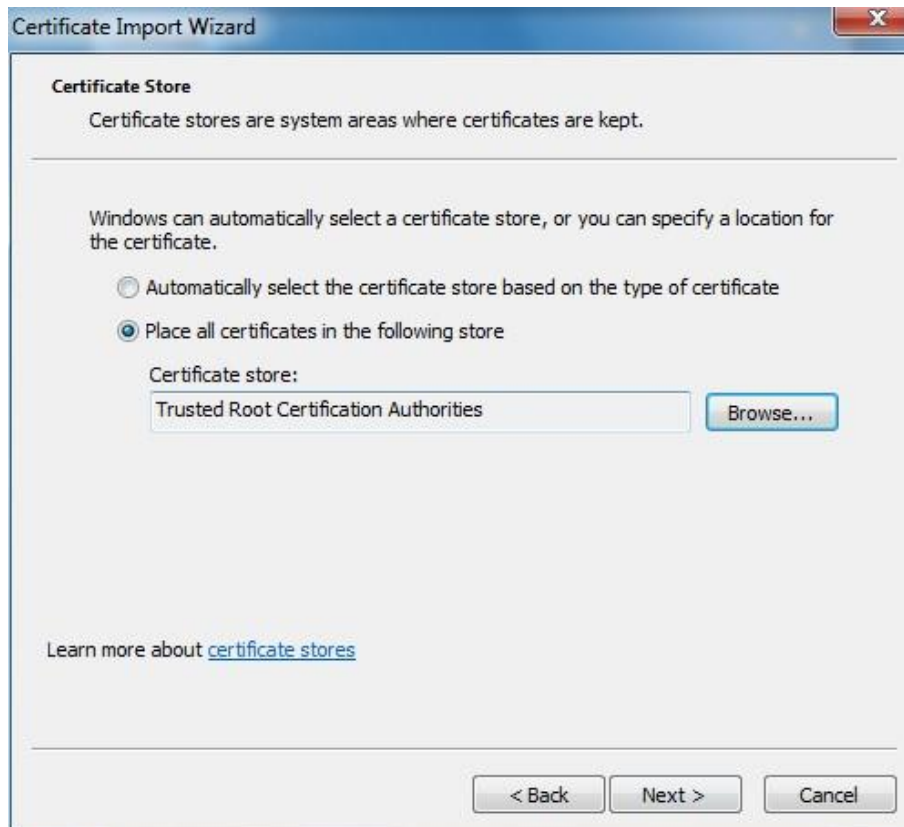 Certificate Import Wizard
Certificate Store
Certificate stores are system areas where certificates are kept.
Windows can automatically select a certificate store, or you can specify a location for
the certificate.
Automatically select the certificate store based on the type of certificate
Place all certificates in the following store
Certificate store:
Trusted Root Certification Authorities
Browse...
Learn more about certificate stores
< Back Next > Cancel